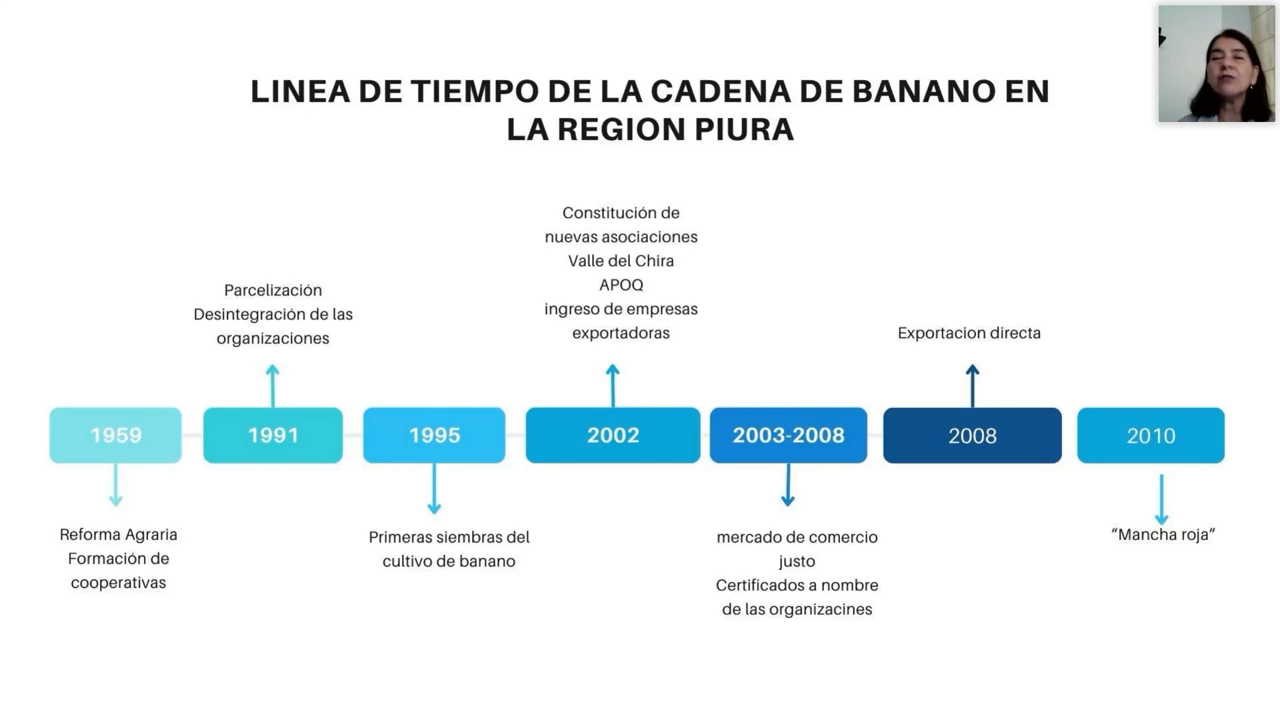 LINEA DE TIEMPO DE LA CADENA DE BANANO EN
LA REGION PIURA
Constitución de
nuevas asociaciones
Valle del Chira
APOQ
ingreso de empresas
exportadoras
Parcelización
Desintegración de las
organizaciones
Exportacion directa
1959
1991
1995
2002
2003-2008
2008
2010
Reforma Agraria
Formación de
cooperativas
Primeras siembras del
cultivo de banano
mercado de comercio
justo
Certificados a nombre
de las organizacines
“Mancha roja”